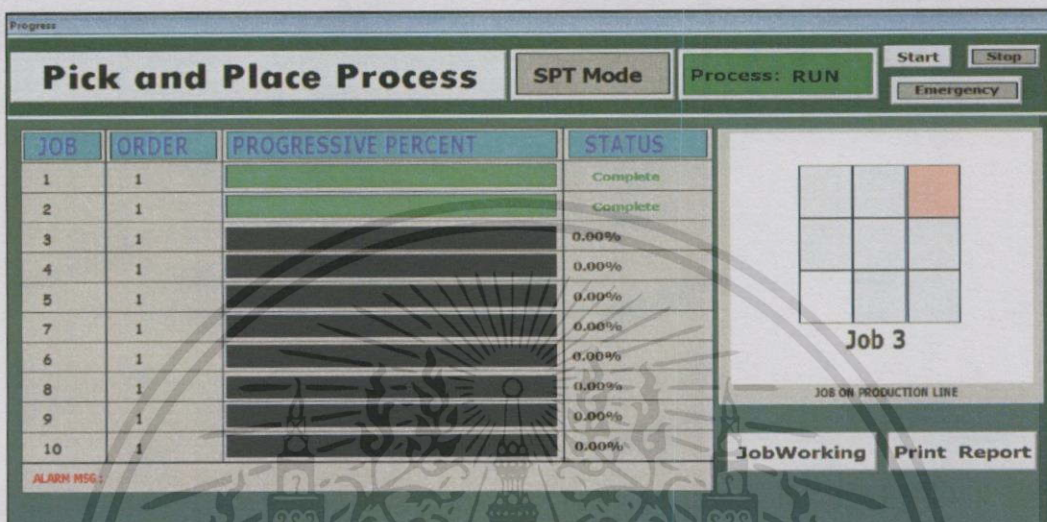 Progress
Pick and Place Process
SPT Mode
Process: RUN
Start
Stop
Emergency
JOB ORDER PROGRESSIVE PERCENT STATUS
1 1 Complete
2 1 Complete
3 1 0.00%
4 1 0.00%
5 1 0.00%
7 1 0.00%
6 1 0.00%
8 1 0.00%
9 1 0.00%
10 1 0.00%
ALARM MSG :
Job 3
JOB ON PRODUCTION LINE
JobWorking
Print Report